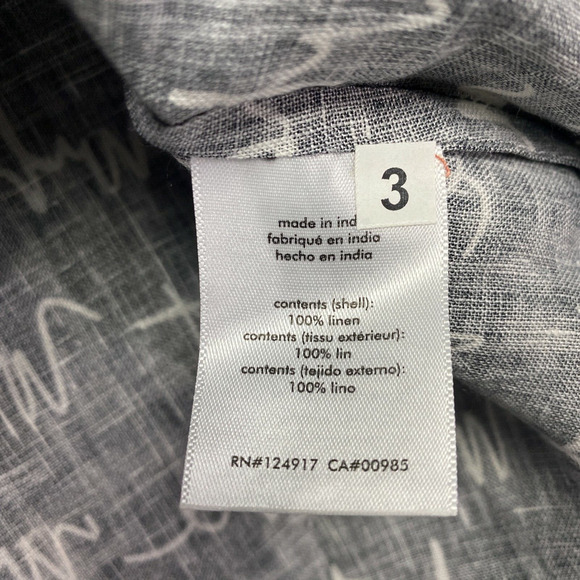 3
made in ind
fabriqué en india
hecho en india
contents (shell):
100% linen
contents (tissu extérieur):
100% lin
contents (tejido externo):
100% lino
RN#124917 CA#00985